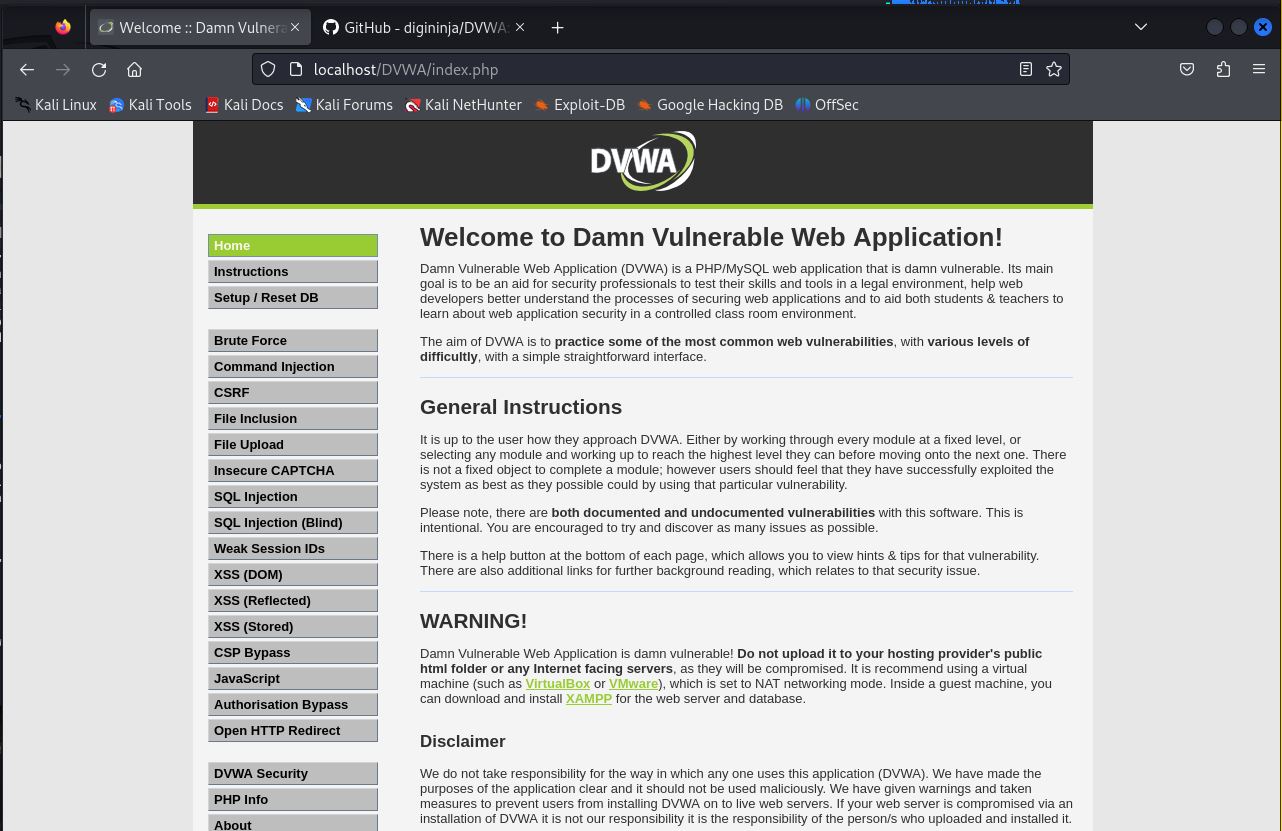 Welcome :: Damn Vulnera
GitHub - digininja/DVWA:
localhost/DVWA/index.php
Kali Linux
Kali Tools
Kali Docs
Kali Forums
Kali NetHunter
Exploit-DB
Google Hacking DB
OffSec
DVWA
Home
Instructions
Setup / Reset DB
Brute Force
Command Injection
CSRF
File Inclusion
File Upload
Insecure CAPTCHA
SQL Injection
SQL Injection (Blind)
Weak Session IDs
XSS (DOM)
XSS (Reflected)
XSS (Stored)
CSP Bypass
JavaScript
Authorisation Bypass
Open HTTP Redirect
DVWA Security
PHP Info
About
Welcome to Damn Vulnerable Web Application!
Damn Vulnerable Web Application (DVWA) is a PHP/MySQL web application that is damn vulnerable. Its main
goal is to be an aid for security professionals to test their skills and tools in a legal environment, help web
developers better understand the processes of securing web applications and to aid both students & teachers to
learn about web application security in a controlled class room environment.
The aim of DVWA is to practice some of the most common web vulnerabilities, with various levels of
difficultly, with a simple straightforward interface.
General Instructions
It is up to the user how they approach DVWA. Either by working through every module at a fixed level, or
selecting any module and working up to reach the highest level they can before moving onto the next one. There
is not a fixed object to complete a module; however users should feel that they have successfully exploited the
system as best as they possible could by using that particular vulnerability.
Please note, there are both documented and undocumented vulnerabilities with this software. This is
intentional. You are encouraged to try and discover as many issues as possible.
There is a help button at the bottom of each page, which allows you to view hints & tips for that vulnerability.
There are also additional links for further background reading, which relates to that security issue.
WARNING!
Damn Vulnerable Web Application is damn vulnerable! Do not upload it to your hosting provider's public
html folder or any Internet facing servers, as they will be compromised. It is recommend using a virtual
machine (such as VirtualBox or VMware), which is set to NAT networking mode. Inside a guest machine, you
can download and install XAMPP for the web server and database.
Disclaimer
We do not take responsibility for the way in which any one uses this application (DVWA). We have made the
purposes of the application clear and it should not be used maliciously. We have given warnings and taken
measures to prevent users from installing DVWA on to live web servers. If your web server is compromised via an
installation of DVWA it is not our responsibility it is the responsibility of the person/s who uploaded and installed it.